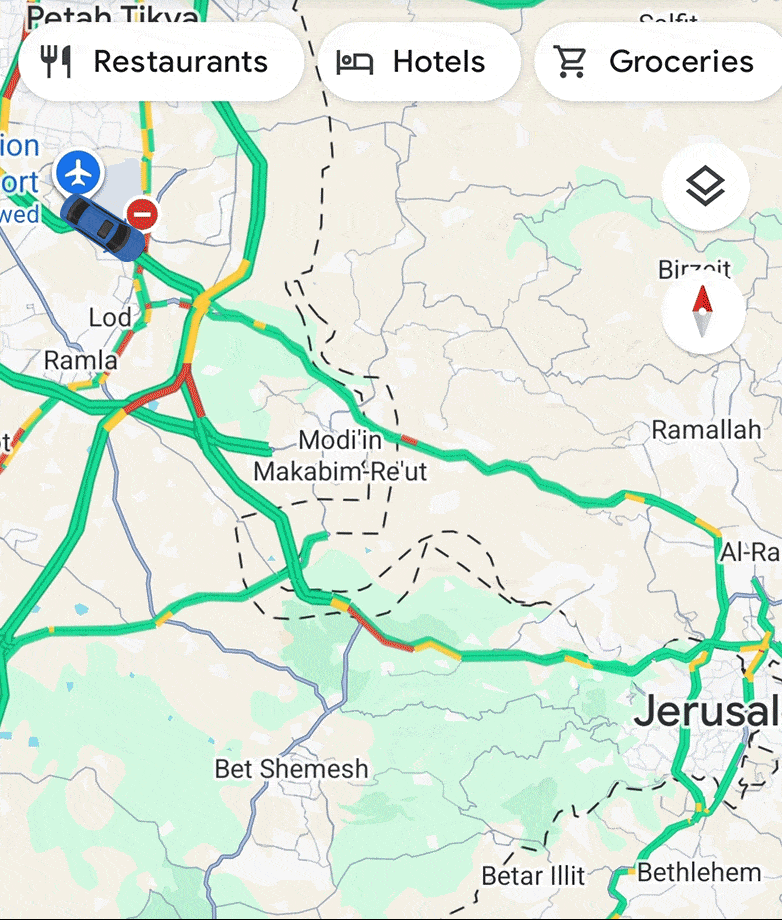 Petah Tikva
Restaurants
Hotels
Groceries
ion
ort
wed
Birzeit
Lod
Ramla
Ramallah
Modi'in
Makabim-Re'ut
Al-Ra
Jerusal
Bet Shemesh
Betar Illit
Bethlehem